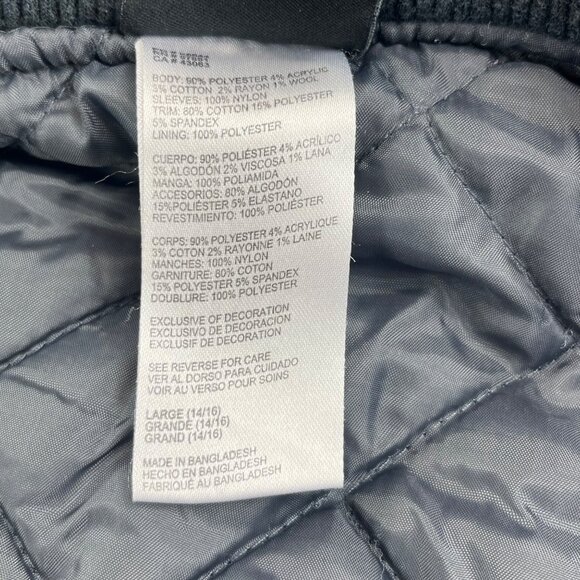 CA # 43063
BODY: 90% POLYESTER 4% ACRYLIC
3% COTTON 2% RAYON 1% WOOL
SLEEVES: 100% NYLON
TRIM: 80% COTTON 15% POLYESTER
5% SPANDEX
LINING: 100% POLYESTER
CUERPO: 90% POLIÉSTER 4% ACRÍLICO
3% ALGODÓN 2% VISCOSA 1% LANA
MANGA: 100% POLIAMIDA
ACCESORIOS: 80% ALGODÓN
15%POLIÉSTER 5% ELASTANO
REVESTIMIENTO: 100% POLIÉSTER
CORPS: 90% POLYESTER 4% ACRYLIQUE
3% COTON 2% RAYONNE 1% LAINE
MANCHES: 100% NYLON
GARNITURE: 80% COTON
15% POLYESTER 5% SPANDEX
DOUBLURE: 100% POLYESTER
EXCLUSIVE OF DECORATION
EXCLUSIVO DE DECORACION
EXCLUSIF DE DECORATION
SEE REVERSE FOR CARE
VER AL DORSO PARA CUIDADO
VOIR AU VERSO POUR SOINS
LARGE (14/16)
GRANDE (14/16)
GRAND (14/16)
MADE IN BANGLADESH
HECHO EN BANGLADESH
FABRIQUÉ AU BANGLADESH